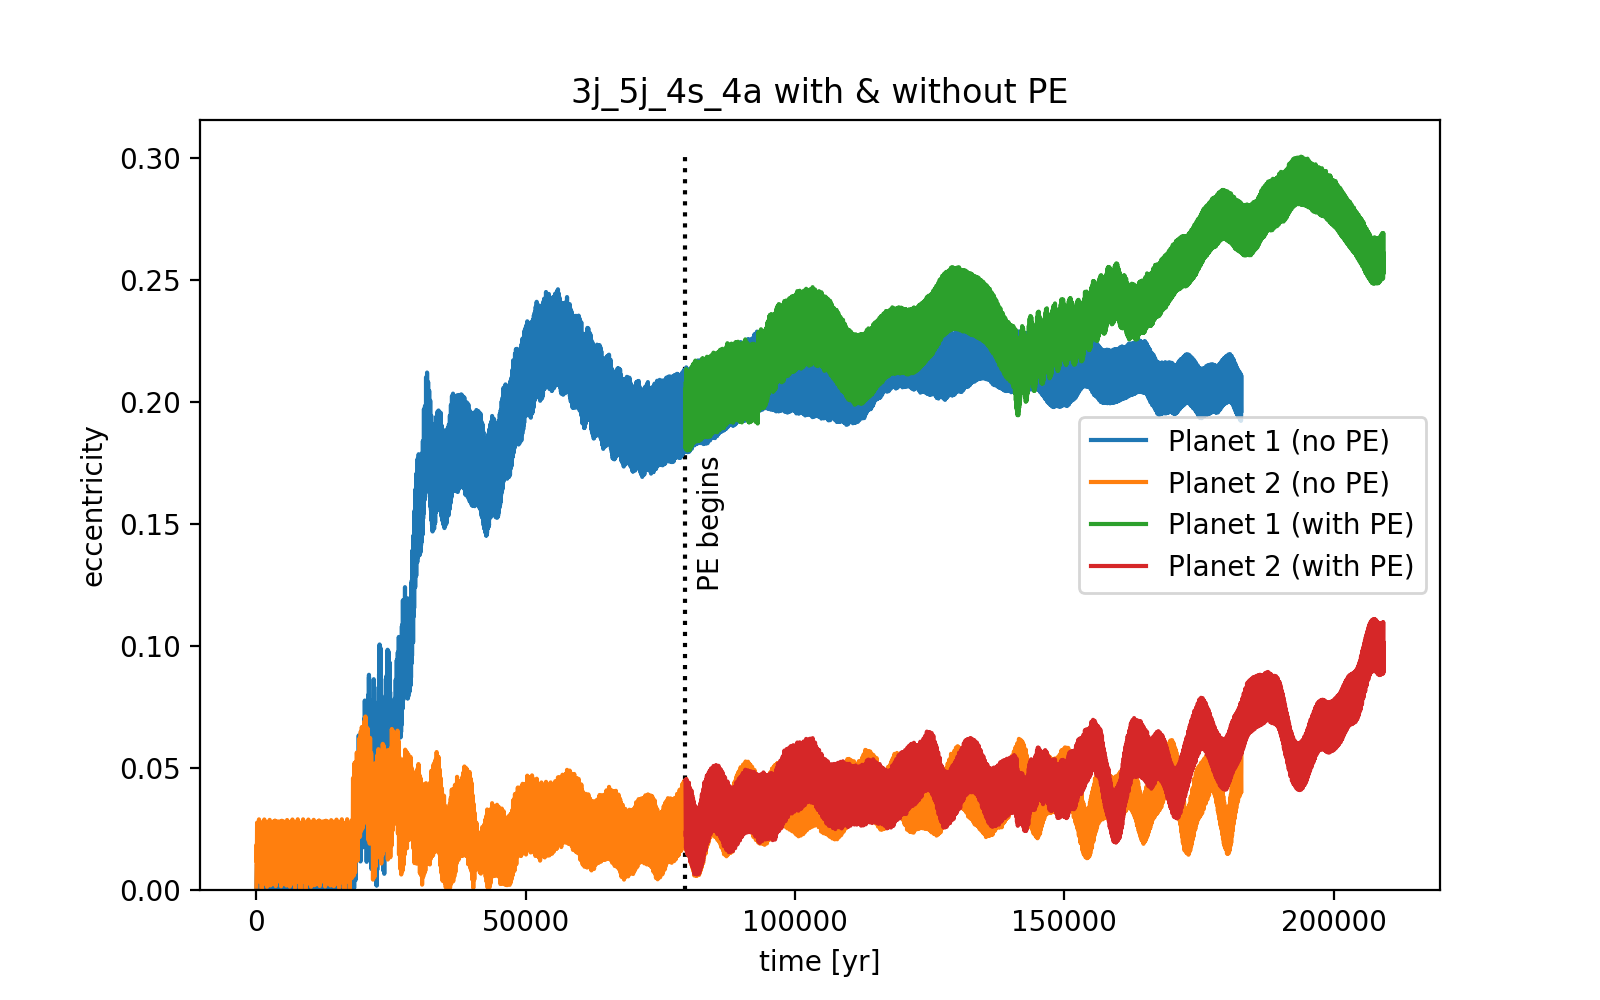 3j_5j_4s_4a with & without PE
0.30
0.25
0.20
0.15
0.10
0.05
0.00
eccentricity
PE begins
Planet 1 (no PE)
Planet 2 (no PE)
Planet 1 (with PE)
Planet 2 (with PE)
0
50000
100000
150000
200000
time [yr]